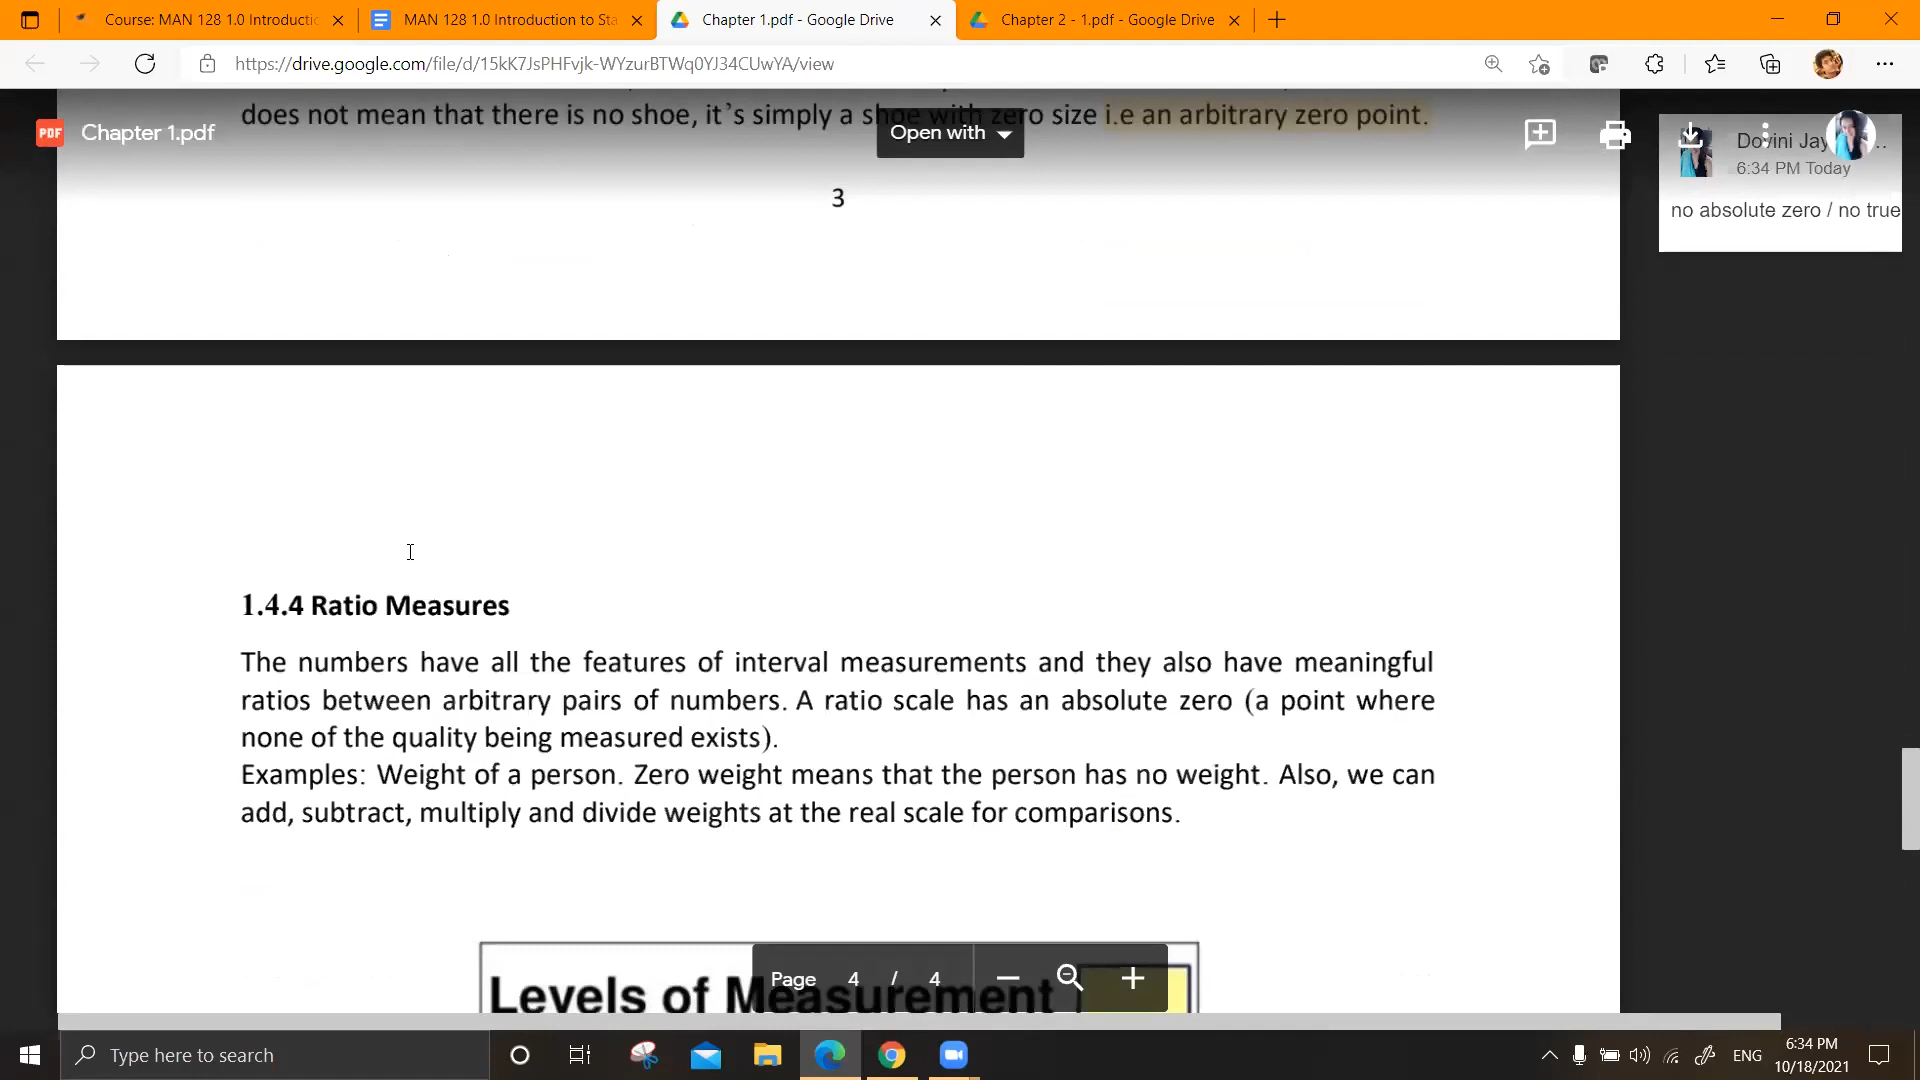 Course: MAN 128 1.0 Introductic
MAN 128 1.0 Introduction to Sta
Chapter 1.pdf - Google Drive
Chapter 2 - 1.pdf - Google Drive
https://drive.google.com/file/d/15kK7JsPHFvjk-WYzurBTWq0YJ34CUwYA/view
does not mean that there is no shoe, it's simply a shoe with zero size i.e an arbitrary zero point.
PDF
Chapter 1.pdf
Open with
Dovini Jay
6:34 PM Today
no absolute zero / no true
3
1.4.4 Ratio Measures
The numbers have all the features of interval measurements and they also have meaningful
ratios between arbitrary pairs of numbers. A ratio scale has an absolute zero (a point where
none of the quality being measured exists).
Examples: Weight of a person. Zero weight means that the person has no weight. Also, we can
add, subtract, multiply and divide weights at the real scale for comparisons.
Levels of Measurement
Page 4 / 4
Type here to search
ENG
6:34 PM
10/18/2021